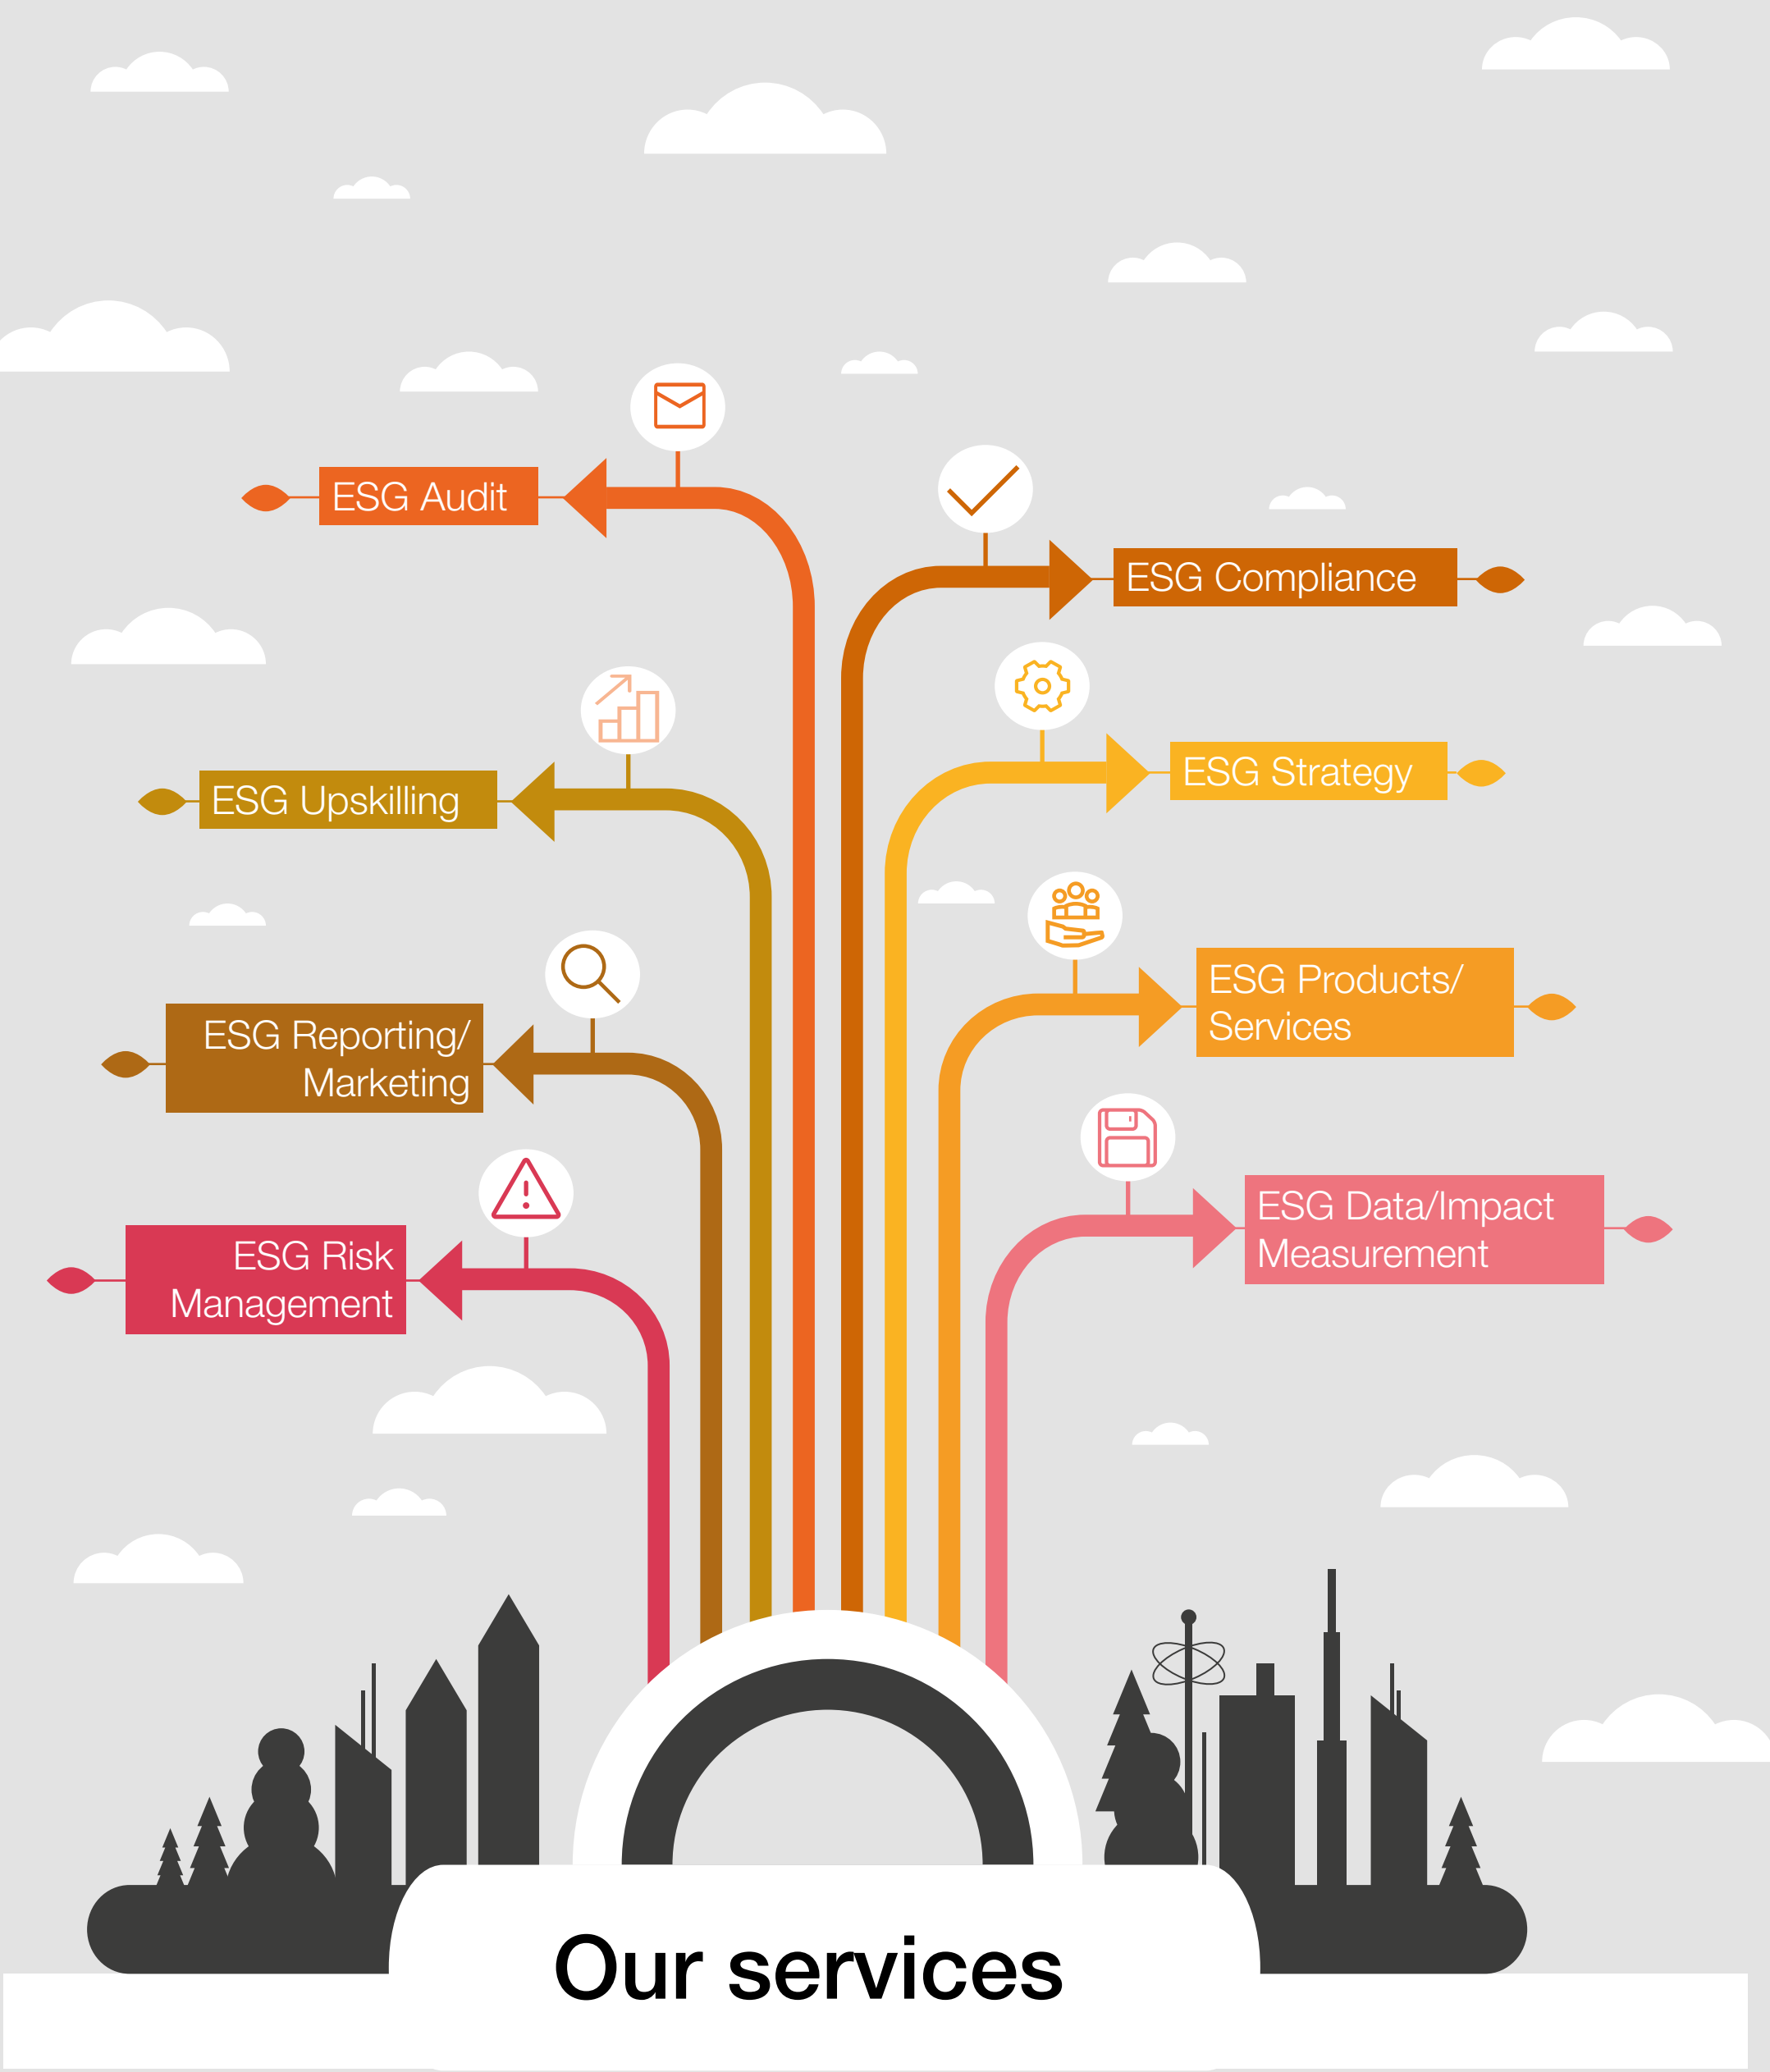 ESG Audit
ESG Compliance
ESG Strategy
ESG Upskilling
ESG Products/
Services
ESG Reporting/
Marketing
ESG Data/Impact
Measurement
ESG Risk
Management
Our services